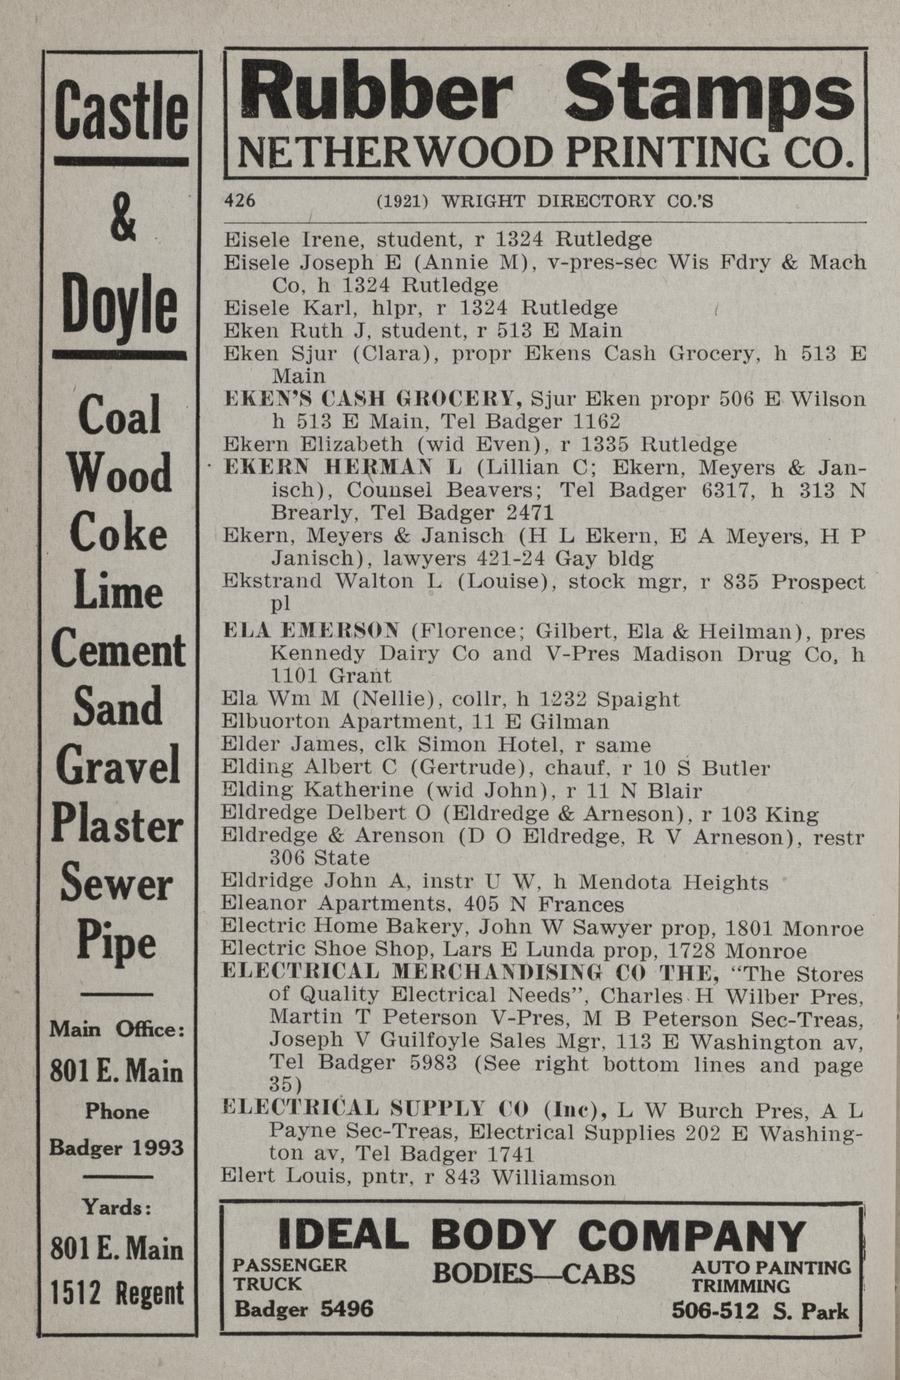 Castle
&
Doyle
Coal
Wood
Coke
Lime
Cement
Sand
Gravel
Plaster
Sewer
Pipe
Main Office:
801 E. Main
Phone
Badger 1993
Yards:
801 E. Main
1512 Regent
Rubber Stamps
NETHERWOOD PRINTING CO.
426 (1921) WRIGHT DIRECTORY CO.'S
Eisele Irene, student, r 1324 Rutledge
Eisele Joseph E (Annie M), v-pres-sec Wis Fdry & Mach
Co, h 1324 Rutledge
Eisele Karl, hlpr, r 1324 Rutledge
Eken Ruth J, student, r 513 E Main
Eken Sjur (Clara), propr Ekens Cash Grocery, h 513 E
Main
EKEN'S CASH GROCERY, Sjur Eken propr 506 E Wilson
h 513 E Main, Tel Badger 1162
Ekern Elizabeth (wid Even), r 1335 Rutledge
EKERN HERMAN L (Lillian C; Ekern, Meyers & Jan-
isch), Counsel Beavers; Tel Badger 6317, h 313 N
Brearly, Tel Badger 2471
Ekern, Meyers & Janisch (H L Ekern, E A Meyers, H P
Janisch), lawyers 421-24 Gay bldg
Ekstrand Walton L (Louise), stock mgr, r 835 Prospect
pl
ELA EMERSON (Florence; Gilbert, Ela & Heilman), pres
Kennedy Dairy Co and V-Pres Madison Drug Co, h
1101 Grant
Ela Wm M (Nellie), collr, h 1232 Spaight
Elbuorton Apartment, 11 E Gilman
Elder James, clk Simon Hotel, r same
Elding Albert C (Gertrude), chauf, r 10 S Butler
Elding Katherine (wid John), r 11 N Blair
Eldredge Delbert O (Eldredge & Arneson), r 103 King
Eldredge & Arenson (D O Eldredge, R V Arneson), restr
306 State
Eldridge John A, instr U W, h Mendota Heights
Eleanor Apartments, 405 N Frances
Electric Home Bakery, John W Sawyer prop, 1801 Monroe
Electric Shoe Shop, Lars E Lunda prop, 1728 Monroe
ELECTRICAL MERCHANDISING CO THE, "The Stores
of Quality Electrical Needs", Charles H Wilber Pres,
Martin T Peterson V-Pres, M B Peterson Sec-Treas,
Joseph V Guilfoyle Sales Mgr, 113 E Washington av,
Tel Badger 5983 (See right bottom lines and page
35)
ELECTRICAL SUPPLY CO (Inc), L W Burch Pres, A L
Payne Sec-Treas, Electrical Supplies 202 E Washing-
ton av, Tel Badger 1741
Elert Louis, pntr, r 843 Williamson
IDEAL BODY COMPANY
PASSENGER
TRUCK
Badger 5496
BODIES—CABS
AUTO PAINTING
TRIMMING
506-512 S. Park